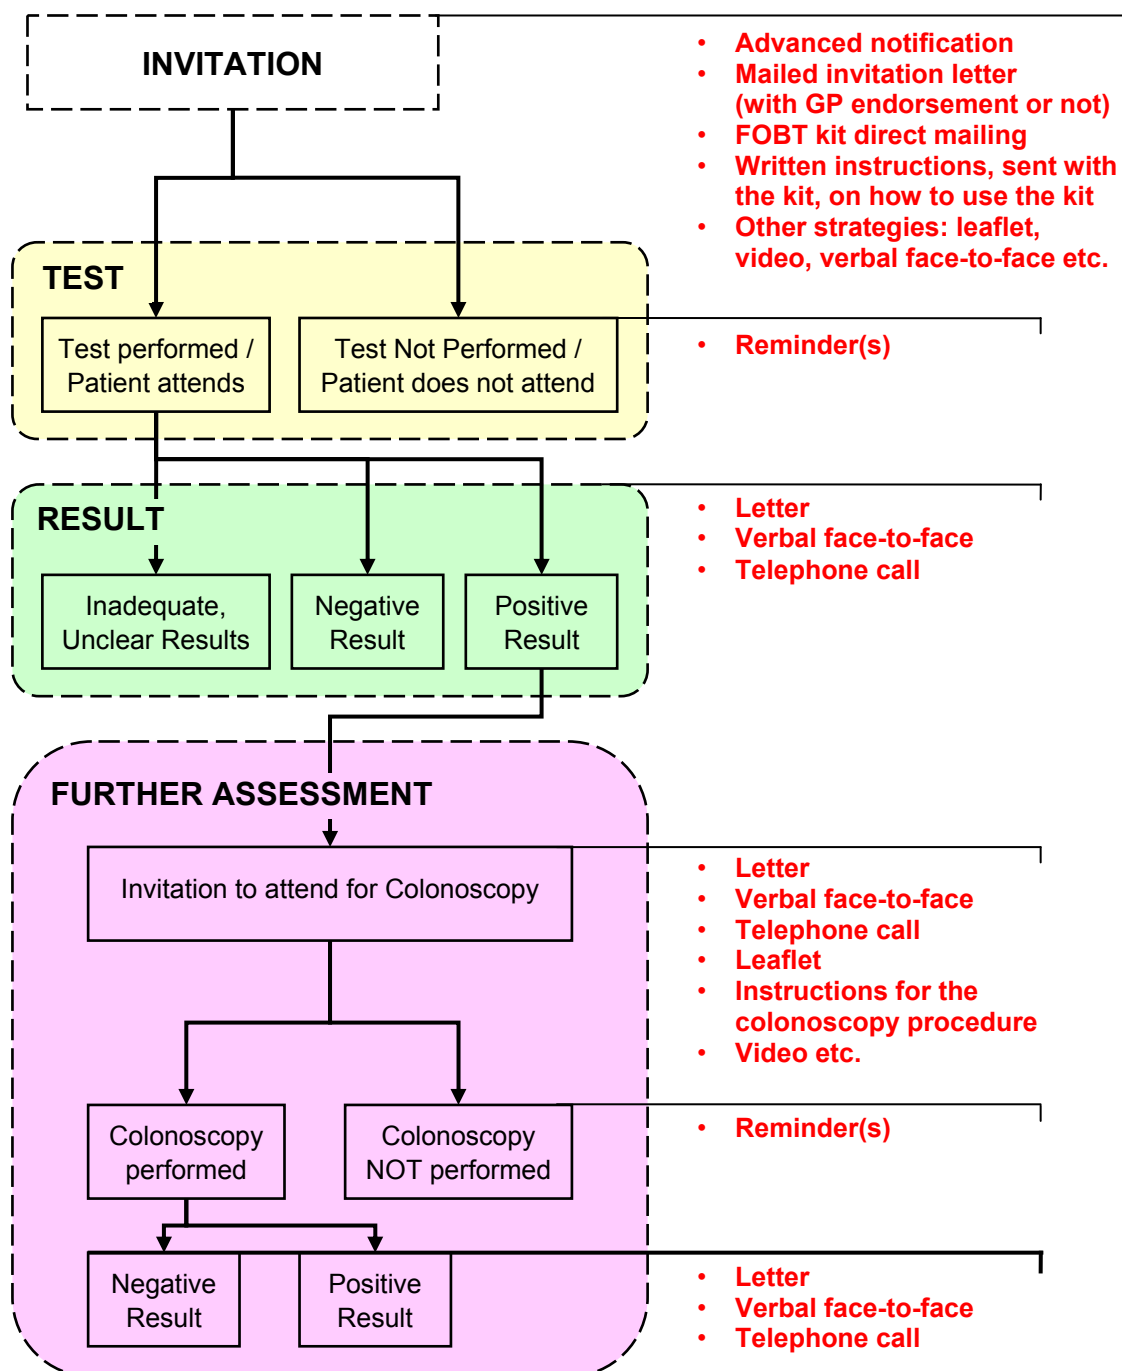 INVITATION
• Advanced notification
• Mailed invitation letter
(with GP endorsement or not)
• FOBT kit direct mailing
• Written instructions, sent with
the kit, on how to use the kit
• Other strategies: leaflet,
video, verbal face-to-face etc.
TEST
Test performed /
Patient attends
Test Not Performed /
Patient does not attend
• Reminder(s)
RESULT
• Letter
• Verbal face-to-face
• Telephone call
Inadequate,
Unclear Results
Negative
Result
Positive
Result
FURTHER ASSESSMENT
Invitation to attend for Colonoscopy
• Letter
• Verbal face-to-face
• Telephone call
• Leaflet
• Instructions for the
colonoscopy procedure
• Video etc.
Colonoscopy
performed
Colonoscopy
NOT performed
• Reminder(s)
Negative
Result
Positive
Result
• Letter
• Verbal face-to-face
• Telephone call